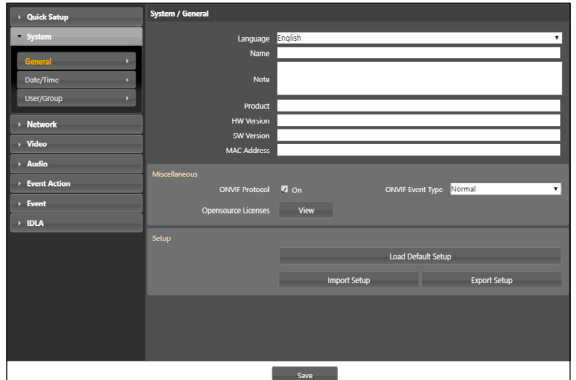 Quick Setup
System
General
Date/Time
User/Group
Network
Video
Audio
Event Action
Event
IDLA
System / General
Language English
Name
Note
Product
HW Version
SW Version
MAC Address
Miscellaneous
ONVIF Protocol On ONVIF Event Type Normal
Opensource Licenses View
Setup
Load Default Setup
Import Setup Export Setup
Save